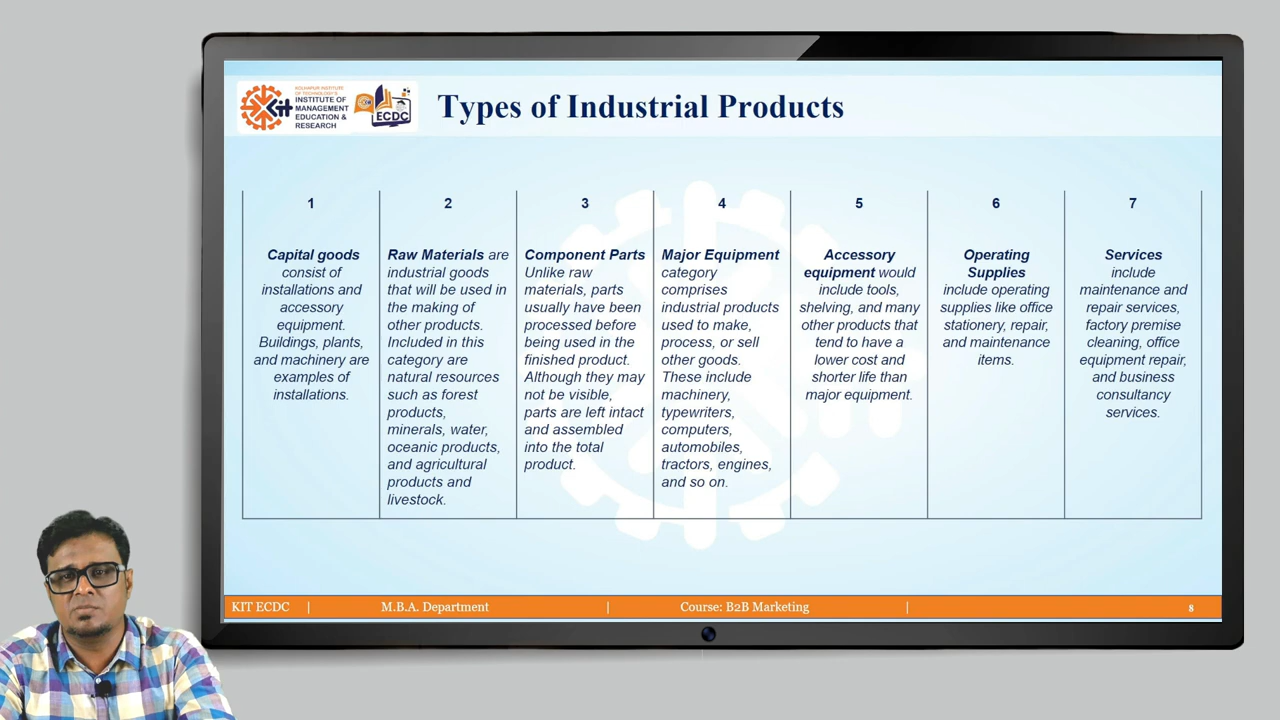 KOLHAPUR INSTITUTE
OF TECHNOLOGY'S
INSTITUTE OF
MANAGEMENT
EDUCATION &
RESEARCH
Kit
ECDC
Types of Industrial Products
1
Capital goods
consist of
installations and
accessory
equipment.
Buildings, plants,
and machinery are
examples of
installations.
2
Raw Materials are
industrial goods
that will be used in
the making of
other products.
Included in this
category are
natural resources
such as forest
products,
minerals, water,
oceanic products,
and agricultural
products and
livestock.
3
Component Parts
Unlike raw
materials, parts
usually have been
processed before
being used in the
finished product.
Although they may
not be visible,
parts are left intact
and assembled
into the total
product.
4
Major Equipment
category
comprises
industrial products
used to make,
process, or sell
other goods.
These include
machinery,
typewriters,
computers,
automobiles,
tractors, engines,
and so on.
5
Accessory
equipment would
include tools,
shelving, and many
other products that
tend to have a
lower cost and
shorter life than
major equipment.
6
Operating
Supplies
include operating
supplies like office
stationery, repair,
and maintenance
items.
7
Services
include
maintenance and
repair services,
factory premise
cleaning, office
equipment repair,
and business
consultancy
services.
KIT ECDC | M.B.A. Department | Course: B2B Marketing | 8